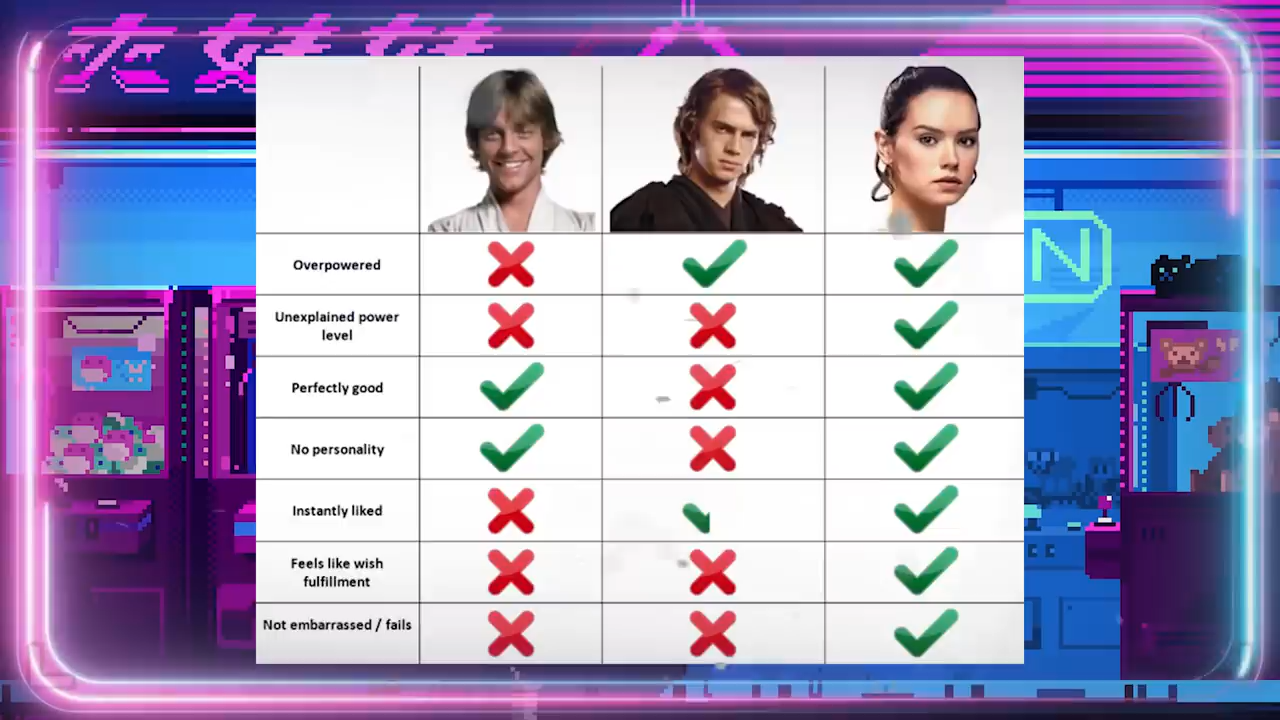 Overpowered
Unexplained power
level
Perfectly good
No personality
Instantly liked
Feels like wish
fulfillment
Not embarrassed / fails
N